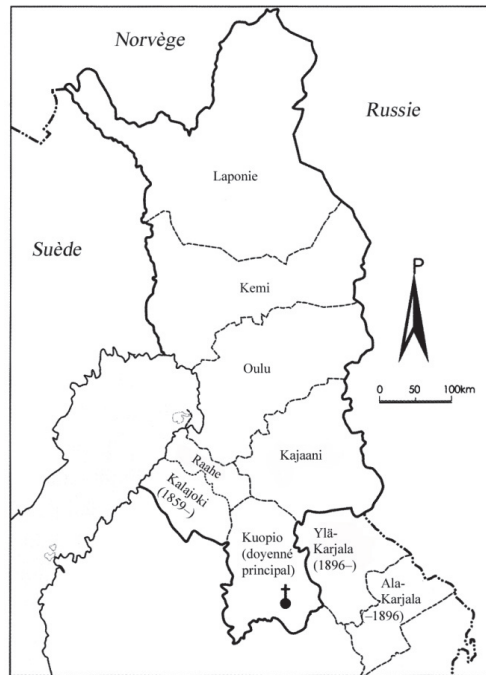 Norvège
Russie
Laponie
Suède
Kemi
P
Oulu
0 50 100km
Kajaani
Raahe
Kalajoki
(1859–)
Kuopio
(doyenné
principal)
Ylä-
Karjala
(1896–)
Ala-
Karjala
(–1896)